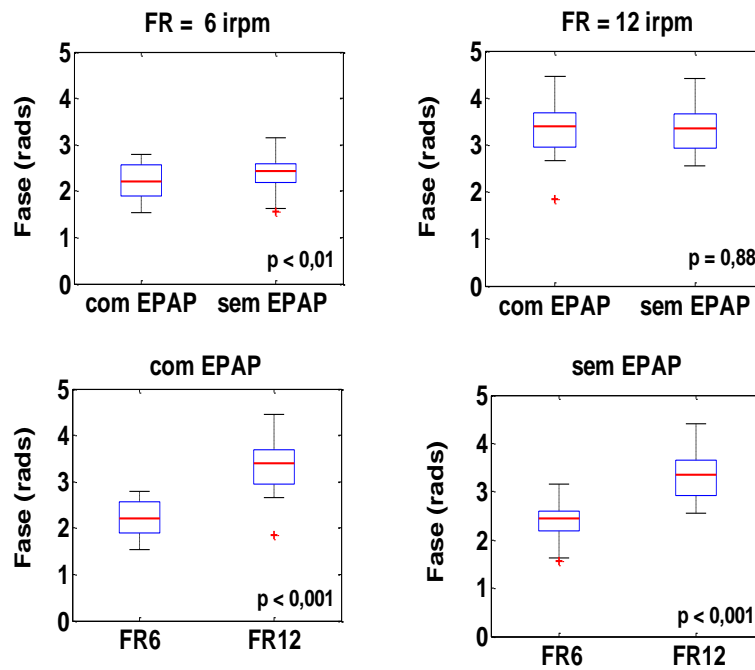 FR = 6 irpm
Fase (rads)
5
4
3
2
1
0
com EPAP
sem EPAP
p < 0,01
FR = 12 irpm
Fase (rads)
5
4
3
2
1
0
com EPAP
sem EPAP
p = 0,88
com EPAP
Fase (rads)
5
4
3
2
1
0
FR6
FR12
p < 0,001
sem EPAP
Fase (rads)
5
4
3
2
1
0
FR6
FR12
p < 0,001